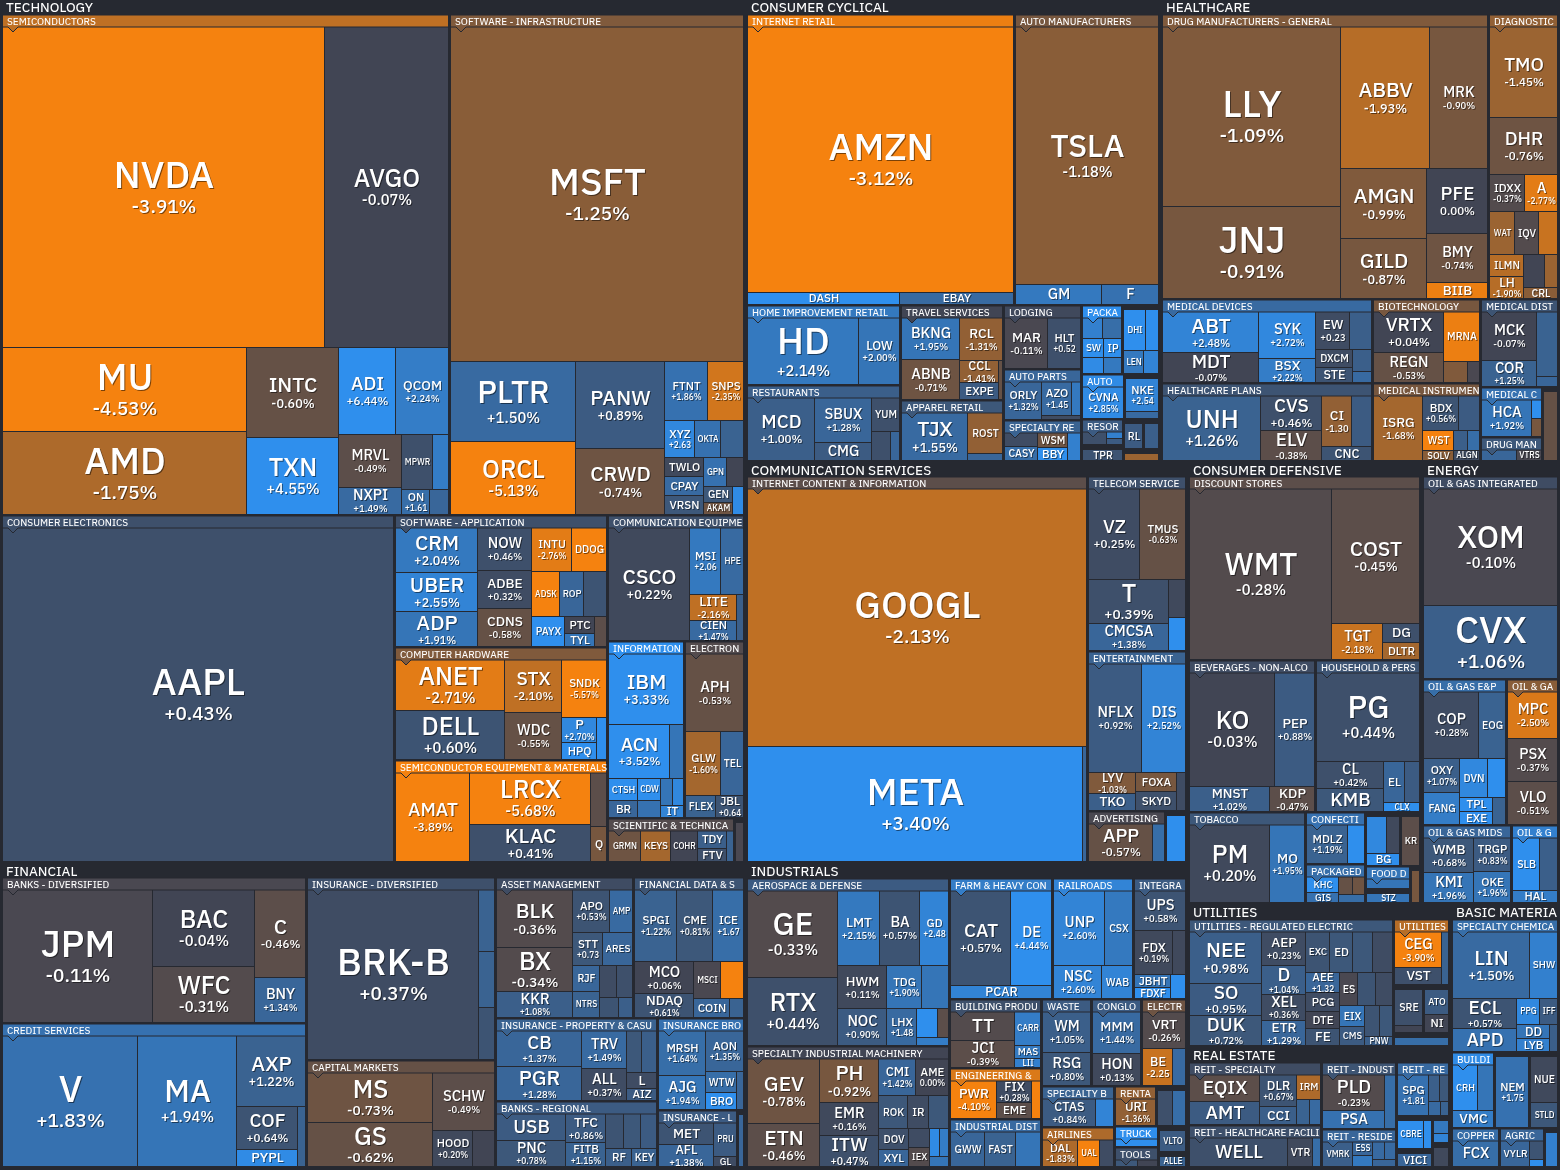 TECHNOLOGY
SEMICONDUCTORS
NVDA
-3.91%
AVGO
-0.07%
MU
-4.53%
AMD
-1.75%
INTC
-0.60%
TXN
+4.55%
ADI
+6.44%
QCOM
+2.24%
MRVL
-0.49%
MPWR
NXPI
+1.49%
ON
+1.61
SOFTWARE - INFRASTRUCTURE
MSFT
-1.25%
PLTR
+1.50%
ORCL
-5.13%
PANW
+0.89%
CRWD
-0.74%
FTNT
+1.86%
SNPS
-2.35%
XYZ
+2.63
OKTA
TWLO
GPN
CPAY
VRSN
GEN
AKAM
CONSUMER ELECTRONICS
AAPL
+0.43%
SOFTWARE - APPLICATION
CRM
+2.04%
UBER
+2.55%
ADP
+1.91%
NOW
+0.46%
ADBE
+0.32%
CDNS
-0.58%
INTU
-2.76%
DDOG
ADSK
ROP
PAYX
PTC
TYL
COMPUTER HARDWARE
ANET
-2.71%
DELL
+0.60%
STX
-2.10%
WDC
-0.55%
SNDK
-5.57%
P
+2.70%
HPQ
SEMICONDUCTOR EQUIPMENT & MATERIALS
AMAT
-3.89%
LRCX
-5.68%
KLAC
+0.41%
Q
COMMUNICATION EQUIPME
CSCO
+0.22%
MSI
+2.06
HPE
LITE
-2.16%
CIEN
+1.47%
INFORMATION
IBM
+3.33%
ACN
+3.52%
CTSH
CDW
BR
IT
ELECTRON
APH
-0.53%
GLW
-1.60%
TEL
FLEX
JBL
+0.64
SCIENTIFIC & TECHNICA
GRMN
KEYS
COHR
TDY
FTV
CONSUMER CYCLICAL
INTERNET RETAIL
AMZN
-3.12%
DASH
EBAY
AUTO MANUFACTURERS
TSLA
-1.18%
GM
F
HOME IMPROVEMENT RETAIL
HD
+2.14%
LOW
+2.00%
RESTAURANTS
MCD
+1.00%
SBUX
+1.28%
YUM
CMG
TRAVEL SERVICES
BKNG
+1.95%
RCL
-1.31%
ABNB
-0.71%
CCL
-1.41%
EXPE
APPAREL RETAIL
TJX
+1.55%
ROST
LODGING
MAR
-0.11%
HLT
+0.52
AUTO PARTS
ORLY
+1.32%
AZO
+1.45
SPECIALTY RE
WSM
CASY
BBY
PACKA
SW
IP
DHI
LEN
AUTO
CVNA
+2.85%
NKE
+2.54
RESOR
RL
TPR
HEALTHCARE
DRUG MANUFACTURERS - GENERAL
LLY
-1.09%
JNJ
-0.91%
ABBV
-1.93%
MRK
-0.90%
AMGN
-0.99%
PFE
0.00%
GILD
-0.87%
BMY
-0.74%
BIIB
DIAGNOSTIC
TMO
-1.45%
DHR
-0.76%
IDXX
-0.37%
A
-2.77%
WAT
IQV
ILMN
LH
-1.90%
CRL
MEDICAL DEVICES
ABT
+2.48%
MDT
-0.07%
SYK
+2.72%
BSX
+2.22%
EW
+0.23
DXCM
STE
HEALTHCARE PLANS
UNH
+1.26%
CVS
+0.46%
ELV
-0.38%
CI
-1.30
CNC
BIOTECHNOLOGY
VRTX
+0.04%
REGN
-0.53%
MRNA
MEDICAL INSTRUMEN
ISRG
-1.68%
BDX
+0.56%
WST
SOLV
ALGN
MEDICAL DIST
MCK
-0.07%
COR
+1.25%
MEDICAL C
HCA
+1.92%
DRUG MAN
VTRS
COMMUNICATION SERVICES
INTERNET CONTENT & INFORMATION
GOOGL
-2.13%
META
+3.40%
TELECOM SERVICE
VZ
+0.25%
TMUS
-0.63%
T
+0.39%
CMCSA
+1.38%
ENTERTAINMENT
NFLX
+0.92%
DIS
+2.52%
LYV
-1.03%
FOXA
TKO
SKYD
ADVERTISING
APP
-0.57%
CONSUMER DEFENSIVE
DISCOUNT STORES
WMT
-0.28%
COST
-0.45%
TGT
-2.18%
DG
DLTR
BEVERAGES - NON-ALCO
KO
-0.03%
PEP
+0.88%
MNST
+1.02%
KDP
-0.47%
HOUSEHOLD & PERS
PG
+0.44%
CL
+0.42%
EL
KMB
CLX
TOBACCO
PM
+0.20%
MO
+1.95%
CONFECTI
MDLZ
+1.19%
PACKAGED
KHC
GIS
BG
KR
FOOD D
STZ
ENERGY
OIL & GAS INTEGRATED
XOM
-0.10%
CVX
+1.06%
OIL & GAS E&P
COP
+0.28%
EOG
OXY
+1.07%
DVN
FANG
TPL
EXE
OIL & GA
MPC
-2.50%
PSX
-0.37%
VLO
-0.51%
OIL & GAS MIDS
WMB
+0.68%
TRGP
+0.83%
KMI
+1.96%
OKE
+1.96%
OIL & G
SLB
HAL
FINANCIAL
BANKS - DIVERSIFIED
JPM
-0.11%
BAC
-0.04%
WFC
-0.31%
C
-0.46%
BNY
+1.34%
CREDIT SERVICES
V
+1.83%
MA
+1.94%
AXP
+1.22%
COF
+0.64%
PYPL
INSURANCE - DIVERSIFIED
BRK-B
+0.37%
CAPITAL MARKETS
MS
-0.73%
GS
-0.62%
SCHW
-0.49%
HOOD
+0.20%
ASSET MANAGEMENT
BLK
-0.36%
BX
-0.34%
KKR
+1.08%
APO
+0.53%
AMP
STT
+0.73
ARES
RJF
NTRS
FINANCIAL DATA & S
SPGI
+1.22%
CME
+0.81%
ICE
+1.67
MCO
+0.06%
MSCI
NDAQ
+0.61%
COIN
INSURANCE - PROPERTY & CASU
CB
+1.37%
TRV
+1.49%
PGR
+1.28%
ALL
+0.37%
L
AIZ
BANKS - REGIONAL
USB
PNC
+0.78%
TFC
+0.86%
FITB
+1.15%
RF
KEY
INSURANCE BRO
MRSH
+1.64%
AON
+1.35%
AJG
+1.94%
WTW
BRO
INSURANCE - L
MET
PRU
AFL
+1.38%
GL
INDUSTRIALS
AEROSPACE & DEFENSE
GE
-0.33%
RTX
+0.44%
LMT
+2.15%
BA
+0.57%
GD
+2.48
HWM
+0.11%
TDG
+1.90%
NOC
+0.90%
LHX
+1.48
SPECIALTY INDUSTRIAL MACHINERY
GEV
-0.78%
ETN
-0.46%
PH
-0.92%
EMR
+0.16%
ITW
+0.47%
CMI
+1.42%
AME
0.00%
ROK
IR
DOV
XYL
IEX
FARM & HEAVY CON
CAT
+0.57%
DE
+4.44%
PCAR
RAILROADS
UNP
+2.60%
CSX
NSC
+2.60%
WAB
INTEGRA
UPS
+0.58%
FDX
+0.19%
JBHT
FDXF
BUILDING PRODU
TT
CARR
JCI
-0.39%
MAS
LII
ENGINEERING &
PWR
-4.10%
FIX
+0.28%
EME
INDUSTRIAL DIST
GWW
FAST
WASTE
WM
+1.05%
RSG
+0.80%
CONGLO
MMM
+1.44%
HON
+0.13%
ELECTR
VRT
-0.26%
BE
-2.25
SPECIALTY B
CTAS
+0.84%
RENTA
URI
-1.36%
AIRLINES
DAL
-1.83%
UAL
TRUCK
TOOLS
VLTO
ALLE
UTILITIES
UTILITIES - REGULATED ELECTRIC
NEE
+0.98%
SO
+0.95%
DUK
+0.72%
AEP
+0.23%
D
+1.04%
XEL
+0.36%
ETR
+1.29%
EXC
ED
AEE
+1.32
ES
PCG
DTE
EIX
FE
CMS
PNW
UTILITIES
CEG
-3.90%
VST
SRE
ATO
NI
REAL ESTATE
REIT - SPECIALTY
EQIX
DLR
+0.67%
IRM
AMT
CCI
REIT - HEALTHCARE FACILI
WELL
VTR
REIT - INDUST
PLD
-0.23%
PSA
REIT - RESIDE
VMRK
ESS
REIT - RE
SPG
+1.81
CBRE
VICI
BASIC MATERIA
SPECIALTY CHEMICA
LIN
+1.50%
SHW
ECL
+0.57%
PPG
IFF
APD
DD
LYB
BUILDI
CRH
VMC
NEM
+1.75
NUE
STLD
COPPER
FCX
AGRIC